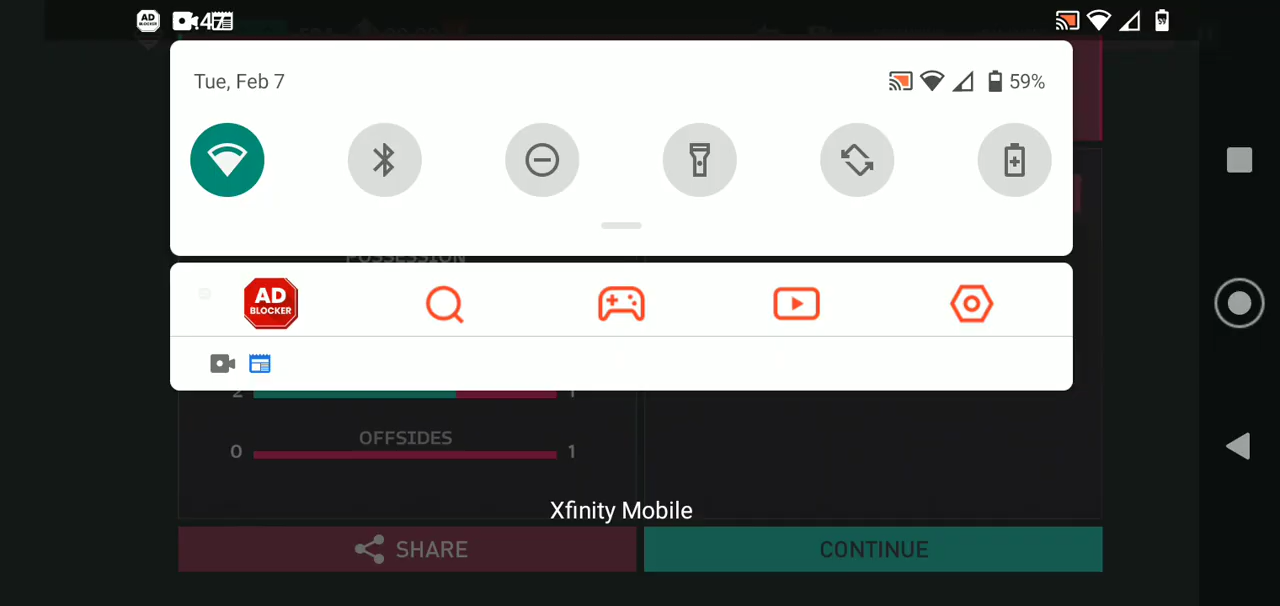 AD
BLOCKER
47
59
Tue, Feb 7
59%
AD
BLOCKER
POSSESSION
2 1
OFFSIDES
0 1
Xfinity Mobile
SHARE
CONTINUE